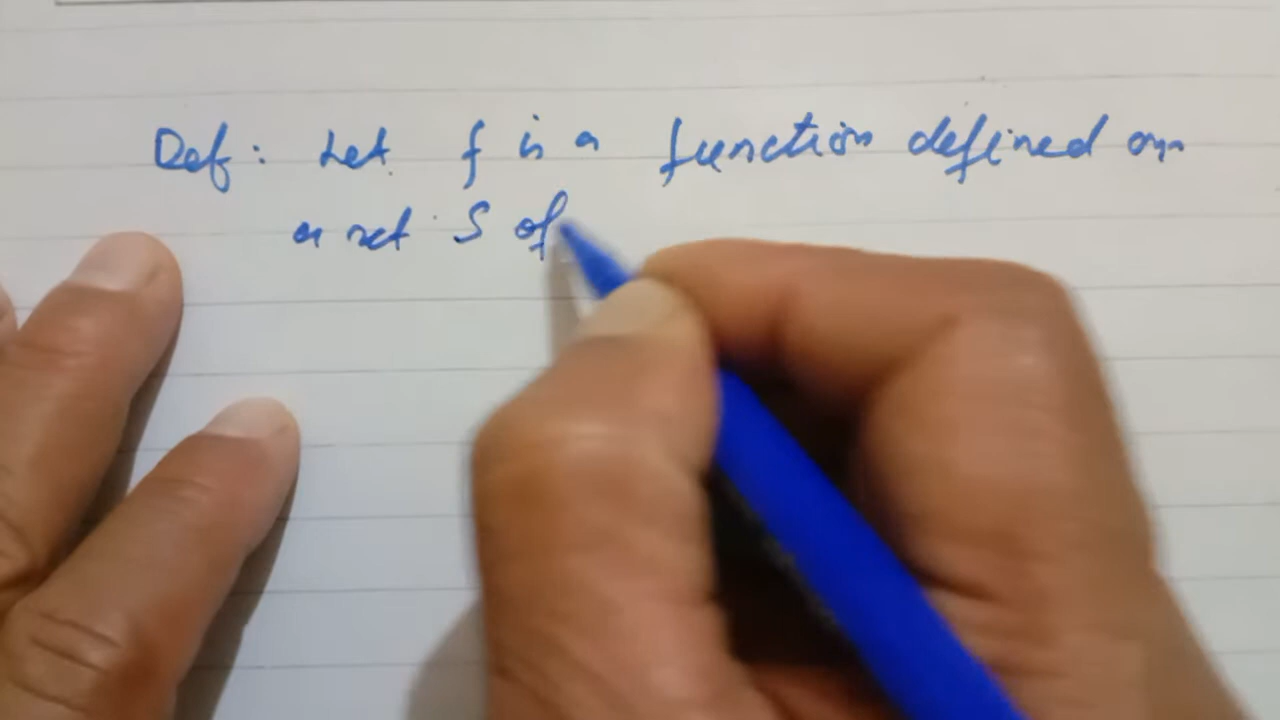 Def: Let f is a function defined on
a set S of